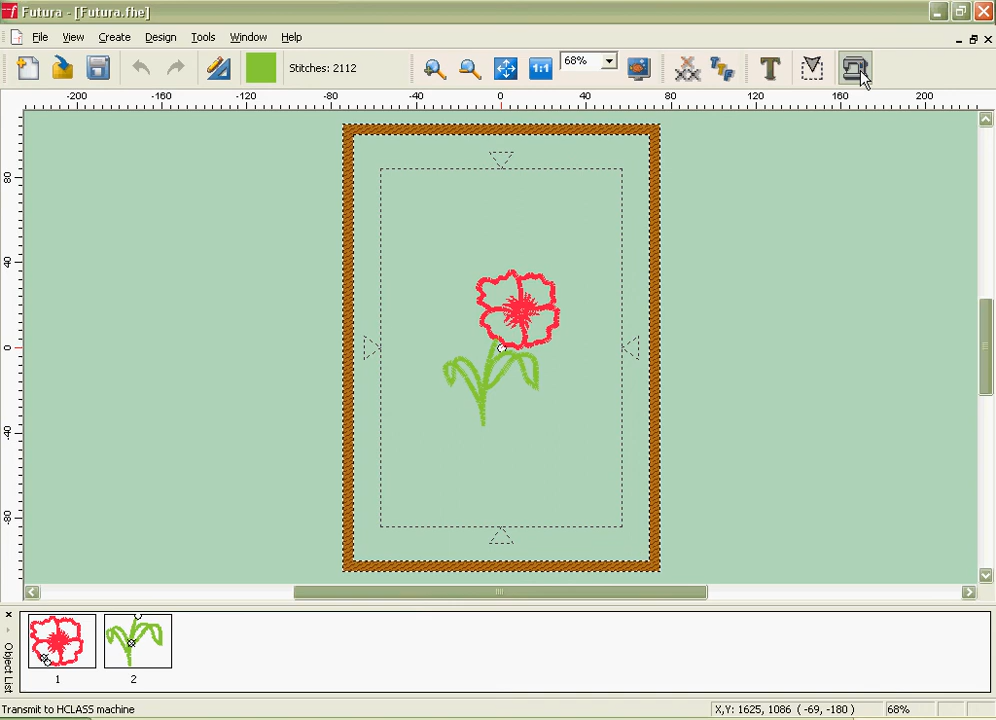 Futura - [Futura.fhe]
File View Create Design Tools Window Help
Stitches: 2112 1:1 68% T
-200 -160 -120 -80 -40 0 40 80 120 160 200
80
40
0
-40
-80
Object List
1 2
Transmit to HCLASS machine X,Y: 1625, 1086 ( -69, -180 ) 68%